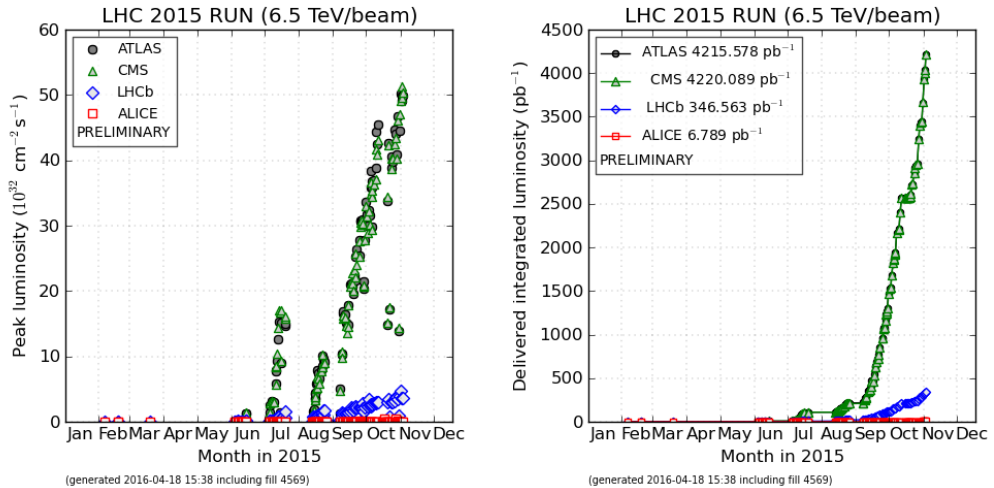 LHC 2015 RUN (6.5 TeV/beam)
Peak luminosity (10^32 cm^−2 s^−1)
60
50
40
30
20
10
0
ATLAS
CMS
LHCb
ALICE
PRELIMINARY
Jan Feb Mar Apr May Jun Jul Aug Sep Oct Nov Dec
Month in 2015
(generated 2016-04-18 15:38 including fill 4569)
LHC 2015 RUN (6.5 TeV/beam)
Delivered integrated luminosity (pb^−1)
4500
4000
3500
3000
2500
2000
1500
1000
500
0
ATLAS 4215.578 pb^−1
CMS 4220.089 pb^−1
LHCb 346.563 pb^−1
ALICE 6.789 pb^−1
PRELIMINARY
Jan Feb Mar Apr May Jun Jul Aug Sep Oct Nov Dec
Month in 2015
(generated 2016-04-18 15:38 including fill 4569)